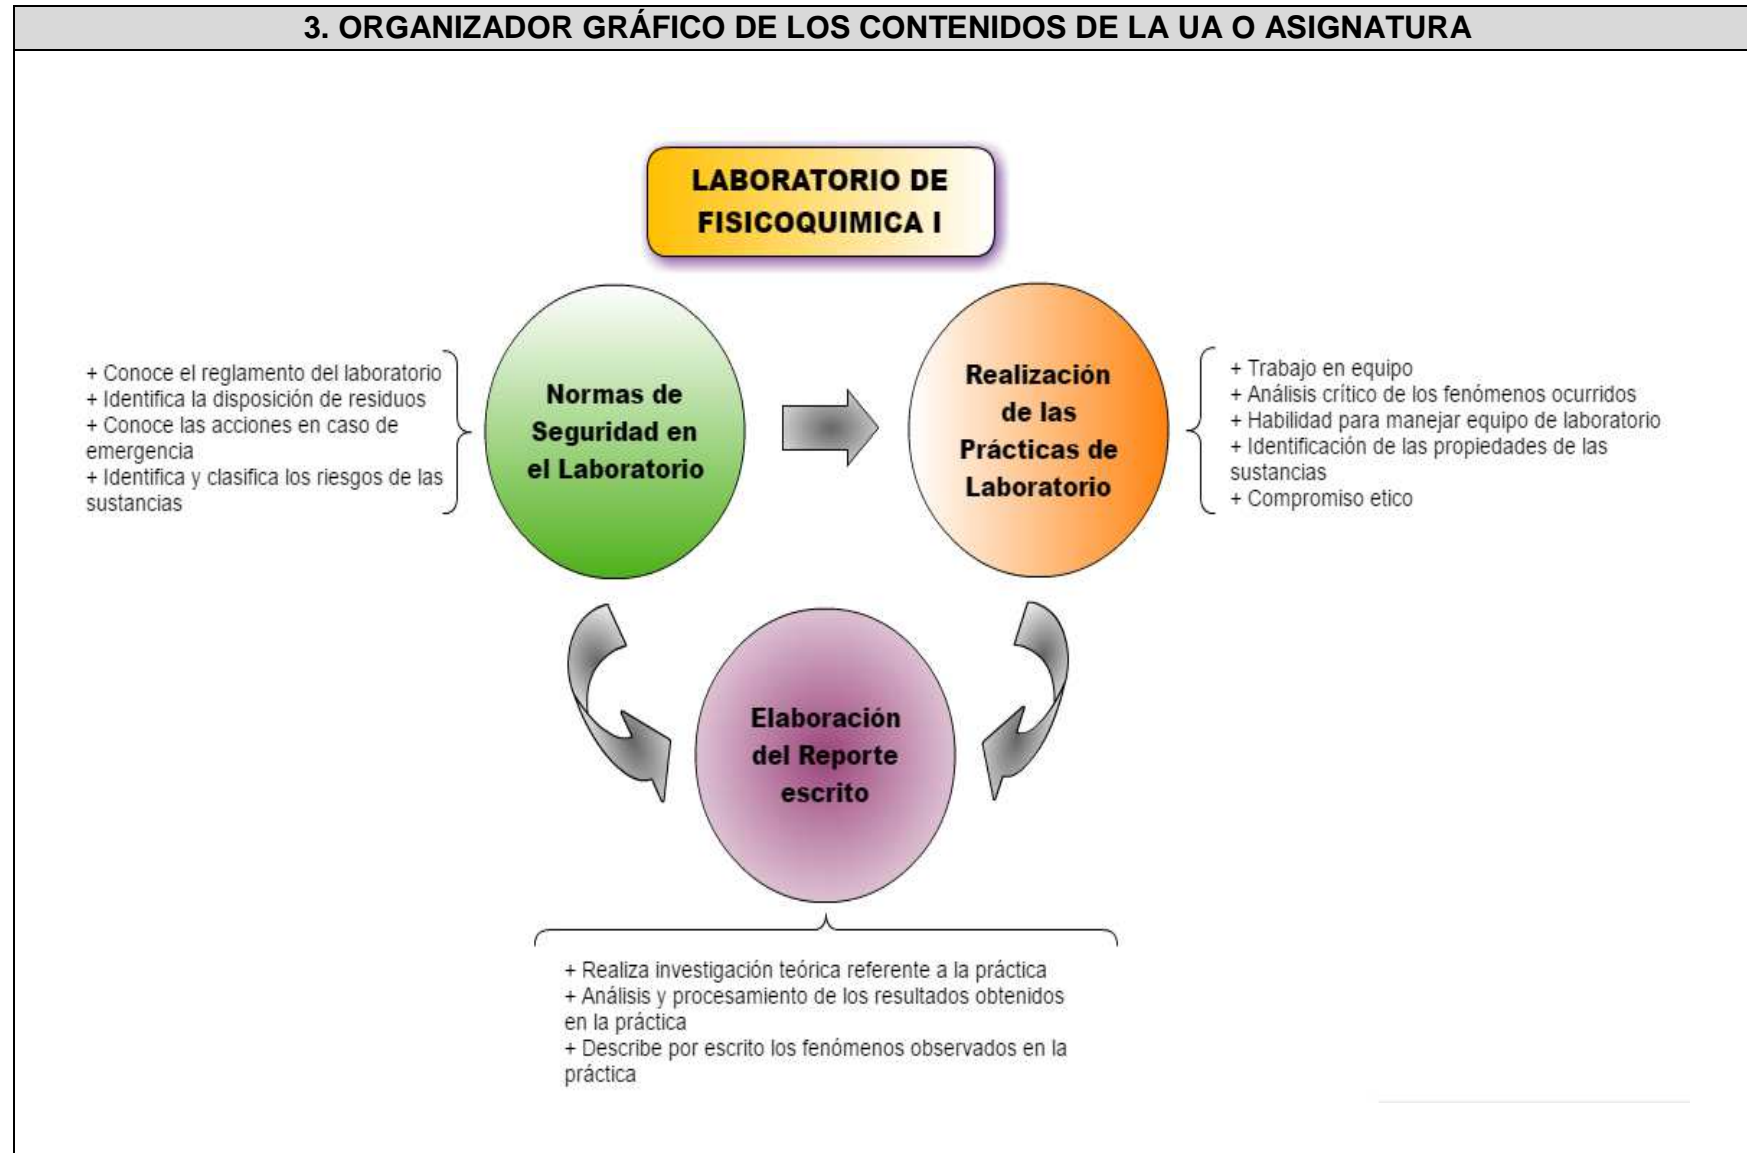 3. ORGANIZADOR GRÁFICO DE LOS CONTENIDOS DE LA UA O ASIGNATURA
LABORATORIO DE
FISICOQUIMICA I
+ Conoce el reglamento del laboratorio
+ Identifica la disposición de residuos
+ Conoce las acciones en caso de
emergencia
+ Identifica y clasifica los riesgos de las
sustancias
Normas de
Seguridad en
el Laboratorio
Realización
de las
Prácticas de
Laboratorio
+ Trabajo en equipo
+ Análisis crítico de los fenómenos ocurridos
+ Habilidad para manejar equipo de laboratorio
+ Identificación de las propiedades de las
sustancias
+ Compromiso etico
Elaboración
del Reporte
escrito
+ Realiza investigación teórica referente a la práctica
+ Análisis y procesamiento de los resultados obtenidos
en la práctica
+ Describe por escrito los fenómenos observados en la
práctica